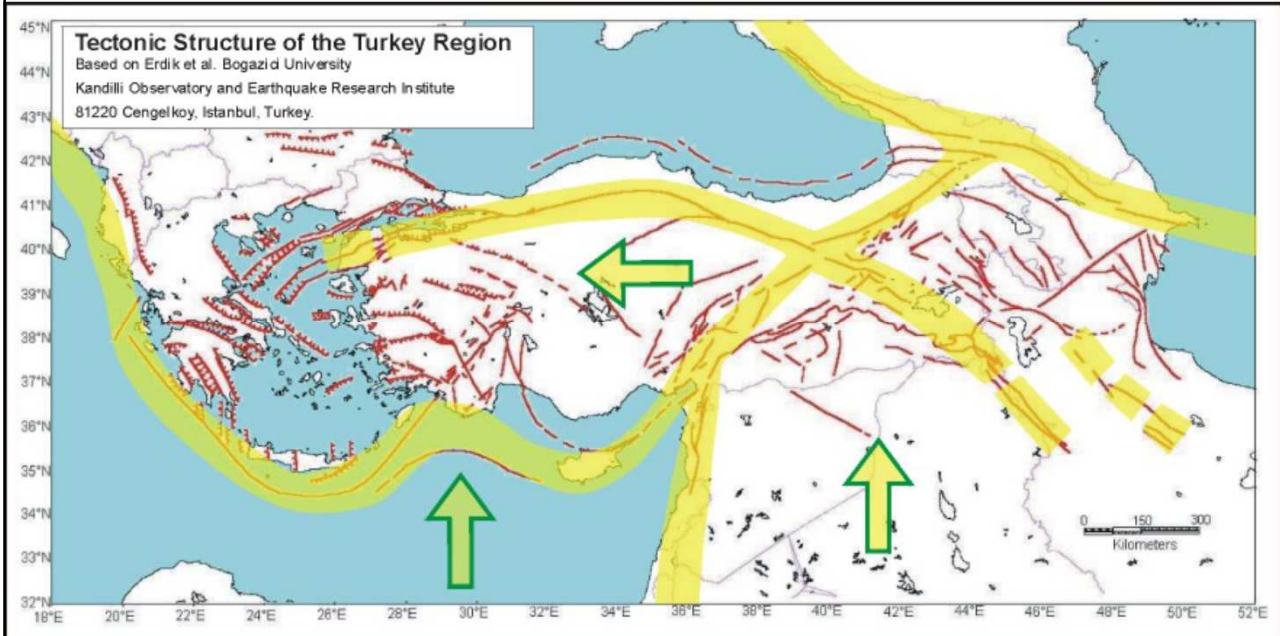 Tectonic Structure of the Turkey Region
Based on Erdik et al. Bogazici University
Kandilli Observatory and Earthquake Research Institute
81220 Cengelkoy, Istanbul, Turkey.
45°N
44°N
43°N
42°N
41°N
40°N
39°N
38°N
37°N
36°N
35°N
34°N
33°N
32°N
0 150 300
Kilometers
18°E 20°E 22°E 24°E 26°E 28°E 30°E 32°E 34°E 36°E 38°E 40°E 42°E 44°E 46°E 48°E 50°E 52°E